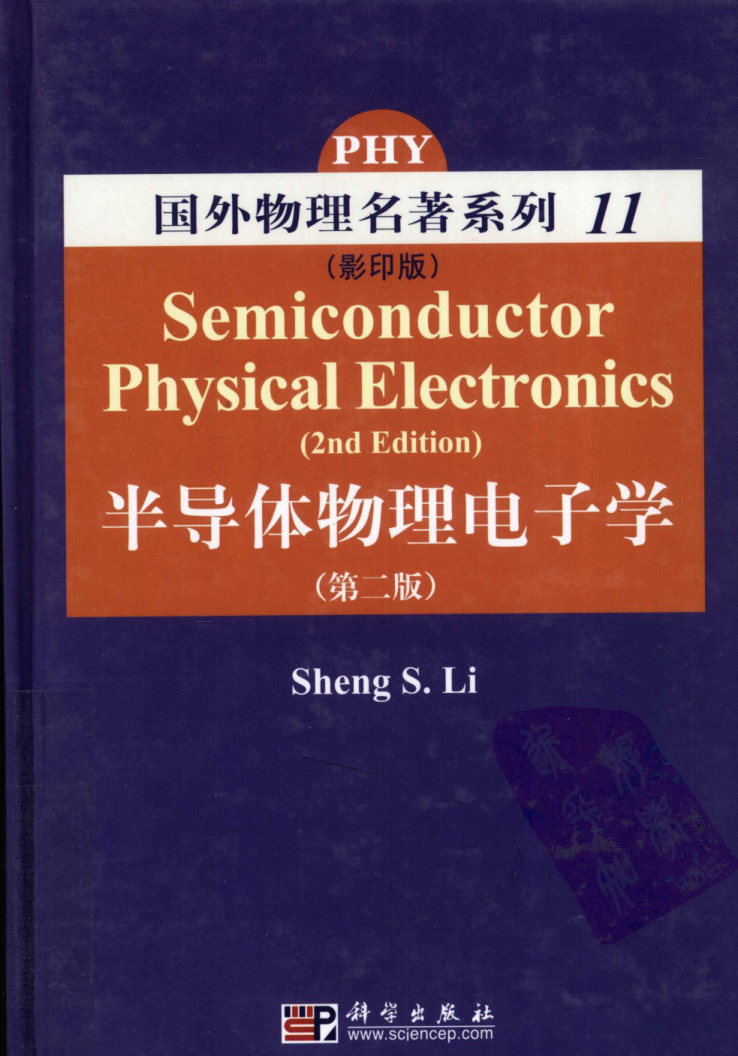 PHY
国外物理名著系列 11
(影印版)
Semiconductor
Physical Electronics
(2nd Edition)
半导体物理电子学
(第二版)
Sheng S. Li
SP 科学出版社
www.sciencep.com